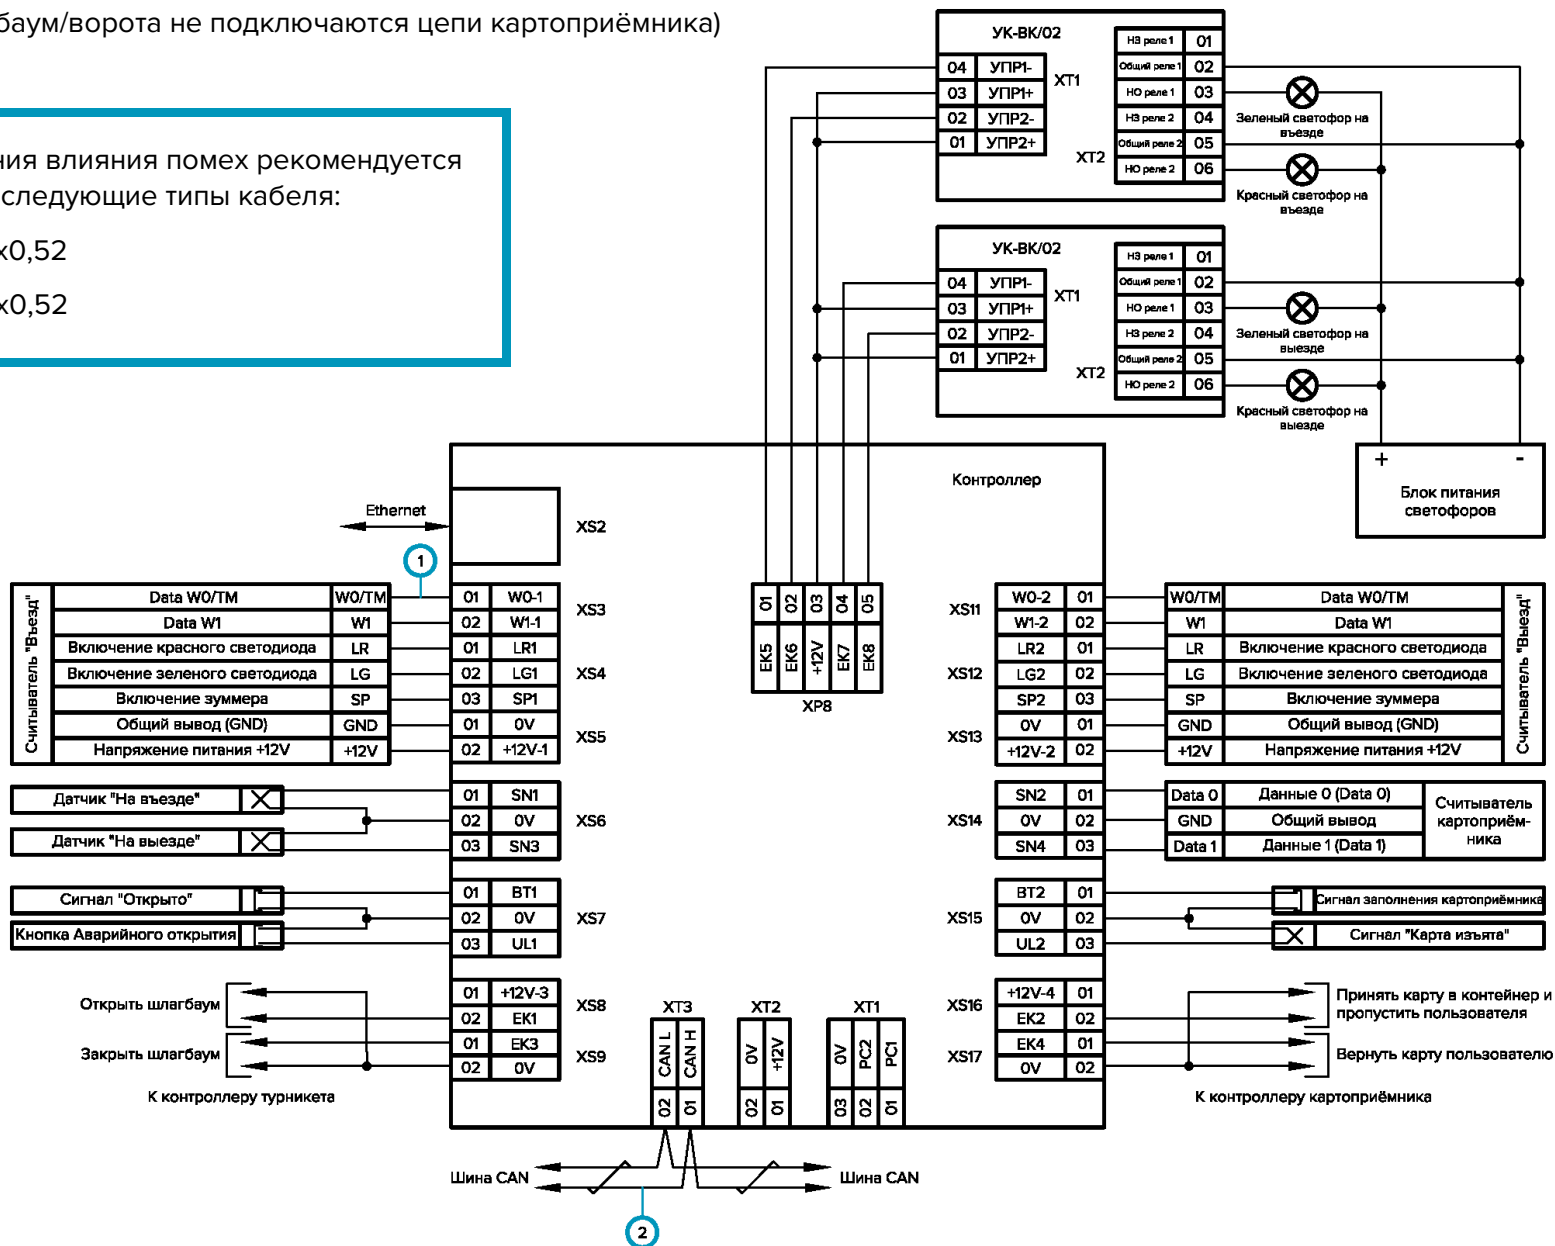 баум/ворота не подключаются цепи картоприёмника)
ния влияния помех рекомендуется
следующие типы кабеля:
х0,52
х0,52
УК-ВК/02
04 УПР1-
03 УПР1+
02 УПР2-
01 УПР2+
XT1
XT2
НЗ реле 1 01
Общий реле 1 02
НО реле 1 03
НЗ реле 2 04
Общий реле 2 05
НО реле 2 06
Зеленый светофор на
въезде
Красный светофор на
въезде
УК-ВК/02
04 УПР1-
03 УПР1+
02 УПР2-
01 УПР2+
XT1
XT2
НЗ реле 1 01
Общий реле 1 02
НО реле 1 03
НЗ реле 2 04
Общий реле 2 05
НО реле 2 06
Зеленый светофор на
выезде
Красный светофор на
выезде
+ -
Блок питания
светофоров
Контроллер
Ethernet
XS2
1
Считыватель "Въезд"
Data W0/TM W0/TM 01 W0-1
Data W1 W1 02 W1-1
XS3
Включение красного светодиода LR 01 LR1
Включение зеленого светодиода LG 02 LG1
Включение зуммера SP 03 SP1
XS4
Общий вывод (GND) GND 01 0V
Напряжение питания +12V +12V 02 +12V-1
XS5
Датчик "На въезде"
Датчик "На выезде"
01 SN1
02 0V
03 SN3
XS6
Сигнал "Открыто"
Кнопка Аварийного открытия
01 BT1
02 0V
03 UL1
XS7
Открыть шлагбаум
01 +12V-3
02 EK1
XS8
Закрыть шлагбаум
01 EK3
02 0V
XS9
К контроллеру турникета
01 02 03 04 05
EK5 EK6 +12V EK7 EK8
XP8
XS11
W0-2 01 W0/TM Data W0/TM
W1-2 02 W1 Data W1
XS12
LR2 01 LR Включение красного светодиода
LG2 02 LG Включение зеленого светодиода
SP2 03 SP Включение зуммера
XS13
0V 01 GND Общий вывод (GND)
+12V-2 02 +12V Напряжение питания +12V
Считыватель "Выезд"
XS14
SN2 01 Data 0 Данные 0 (Data 0)
0V 02 GND Общий вывод
SN4 03 Data 1 Данные 1 (Data 1)
Считыватель
картоприём-
ника
XS15
BT2 01
0V 02
UL2 03
Сигнал заполнения картоприёмника
Сигнал "Карта изъята"
XS16
+12V-4 01
EK2 02
Принять карту в контейнер и
пропустить пользователя
XS17
EK4 01
0V 02
Вернуть карту пользователю
К контроллеру картоприёмника
XT3
CAN L CAN H
02 01
XT2
0V +12V
02 01
XT1
0V PC2 PC1
03 02 01
Шина CAN
Шина CAN
2